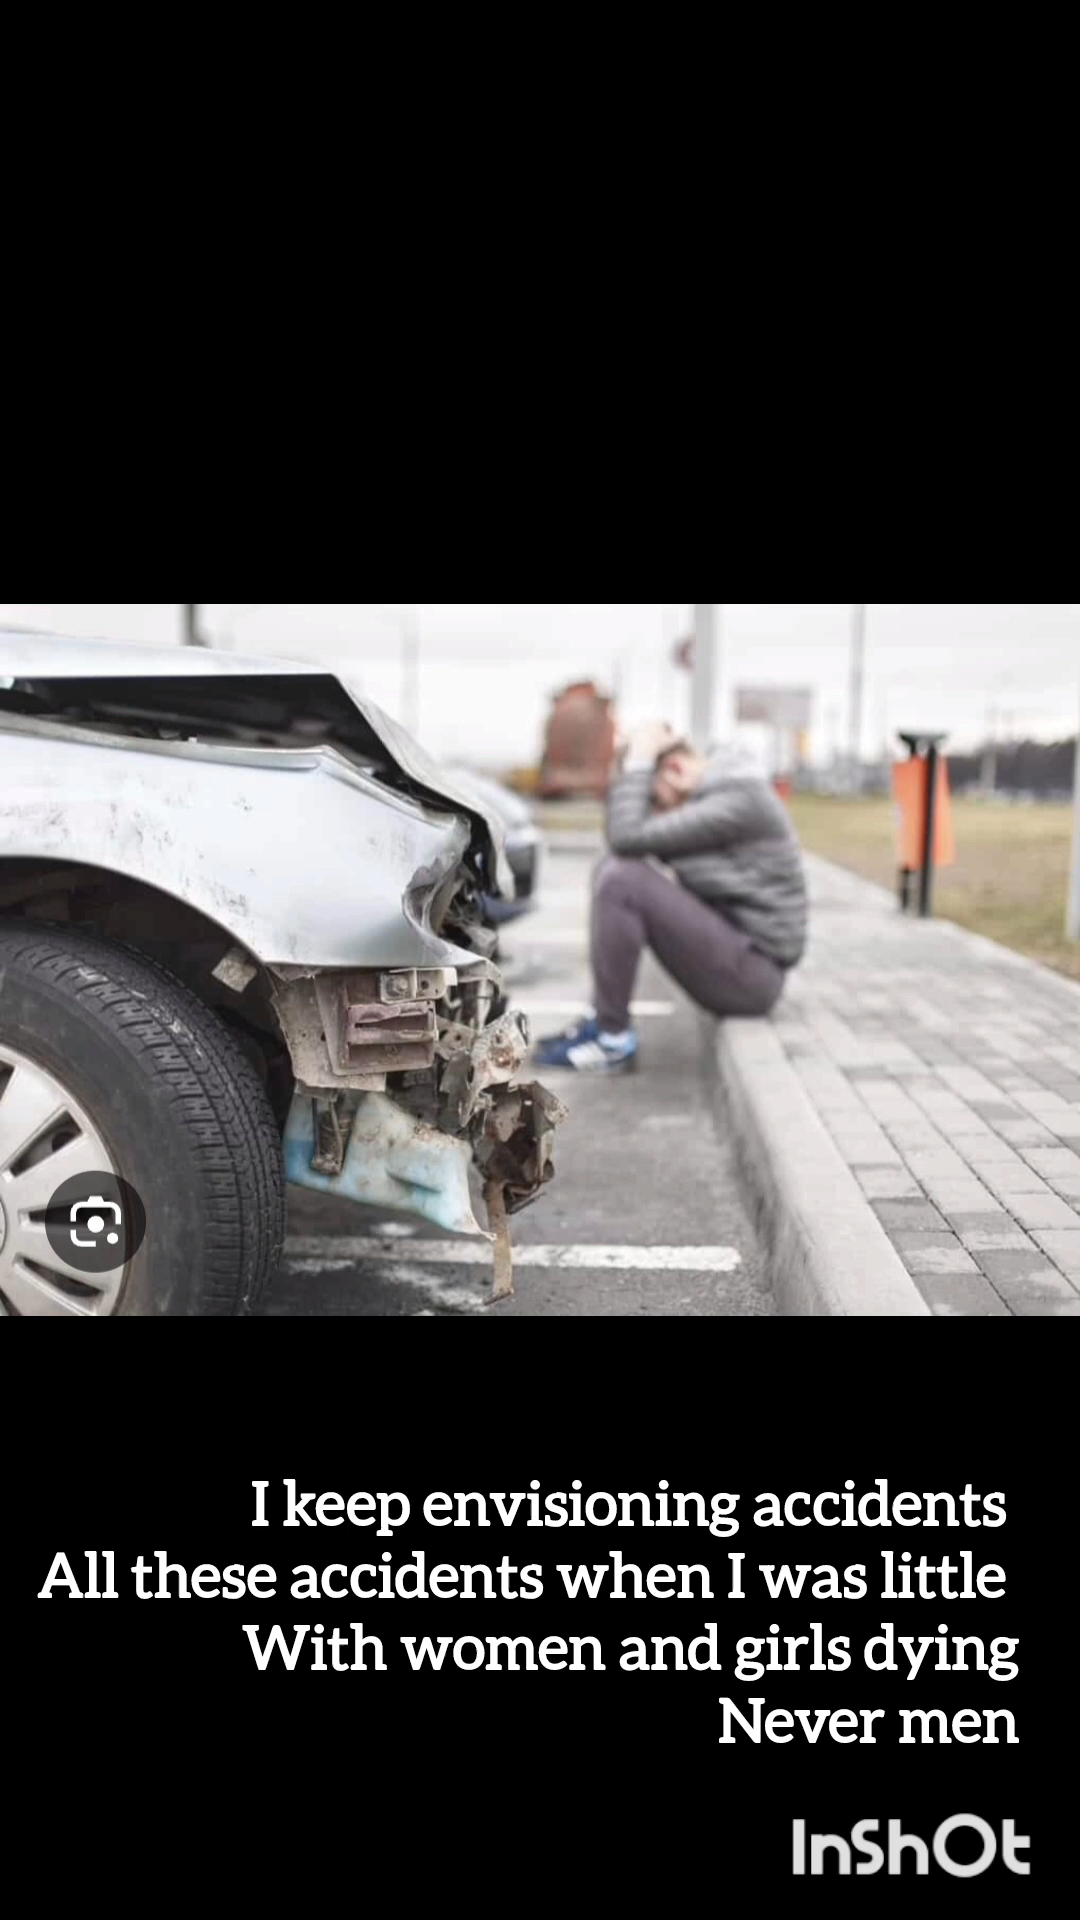 I keep envisioning accidents
All these accidents when I was little
With women and girls dying
Never men
InShOt